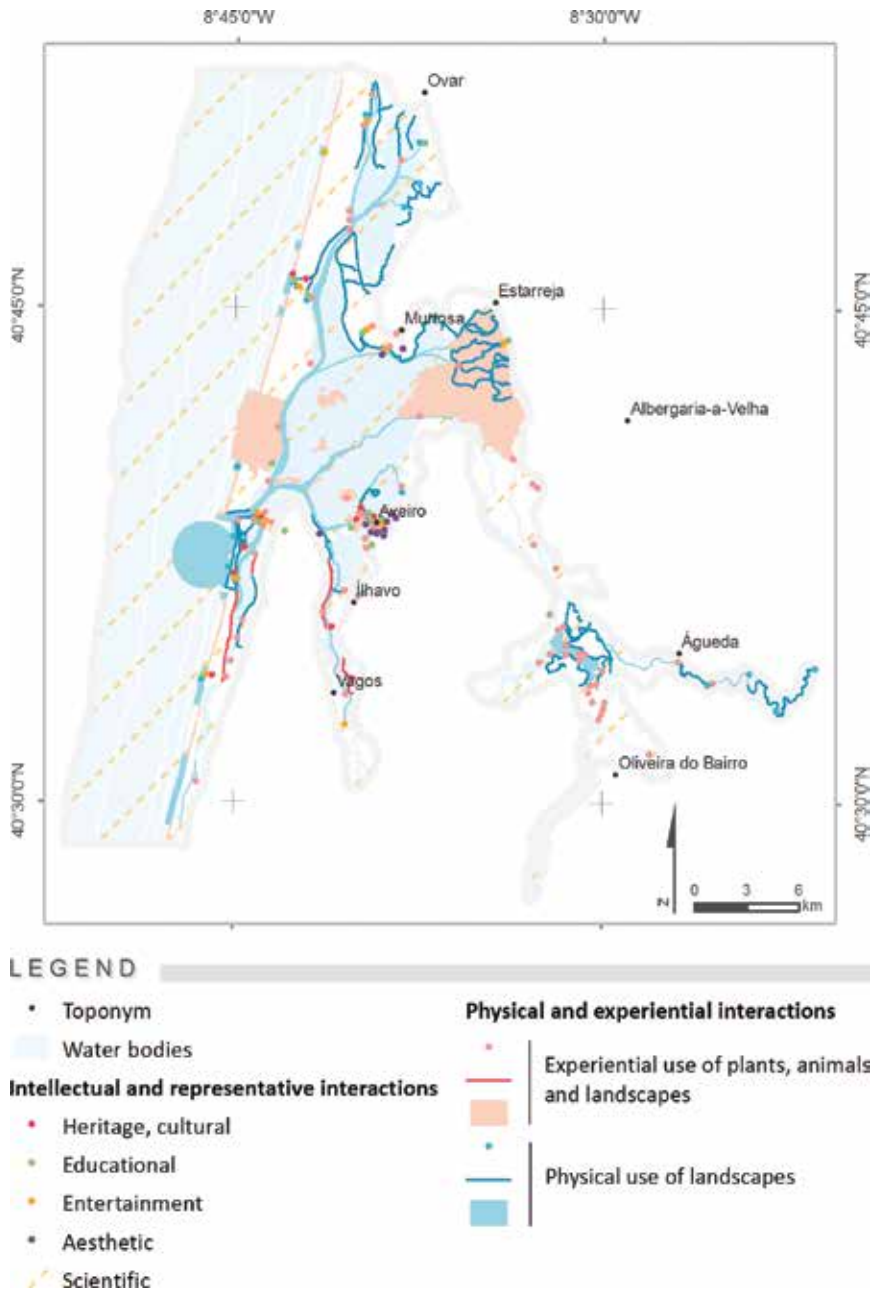 8°45'0"W 8°30'0"W
Ovar
40°45'0"N
40°45'0"N
Estarreja
Murtosa
Albergaria-a-Velha
Aveiro
Ílhavo
Águeda
Vagos
Oliveira do Bairro
40°30'0"N
40°30'0"N
N
0 3 6
km
LEGEND
Toponym
Water bodies
Intellectual and representative interactions
Heritage, cultural
Educational
Entertainment
Aesthetic
Scientific
Physical and experiential interactions
Experiential use of plants, animals
and landscapes
Physical use of landscapes